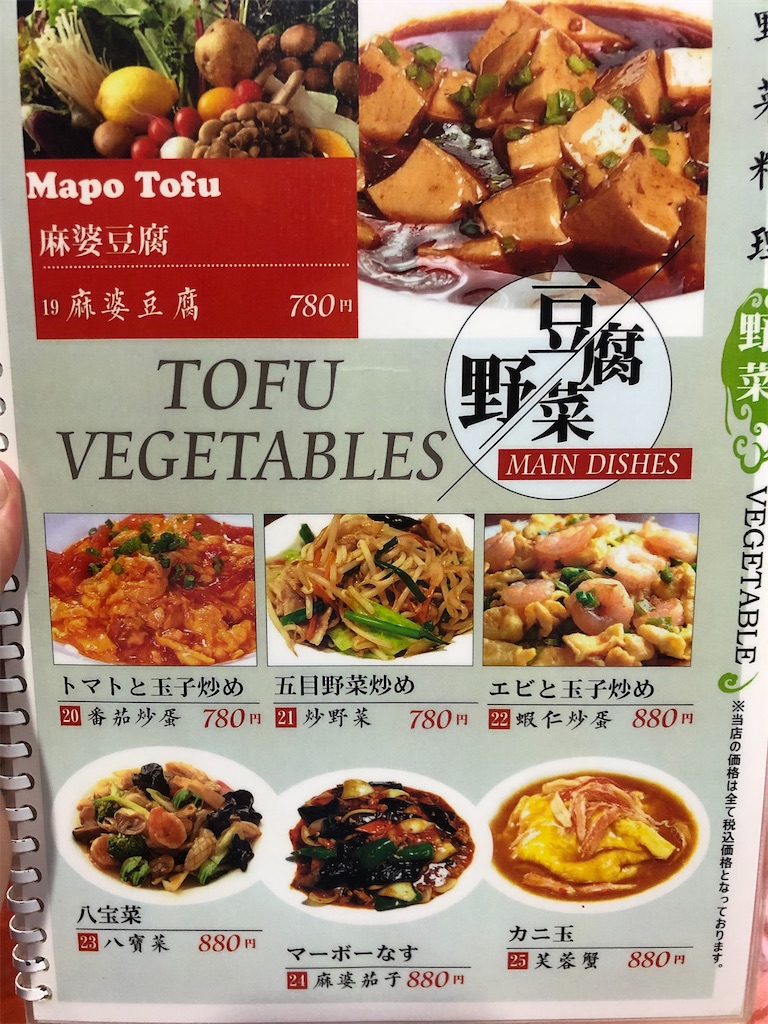 Mapo Tofu
麻婆豆腐
19 麻婆豆腐 780円
豆腐
野菜
TOFU
VEGETABLES
MAIN DISHES
トマトと玉子炒め
20 番茄炒蛋 780円
五目野菜炒め
21 炒野菜 780円
エビと玉子炒め
22 蝦仁炒蛋 880円
八宝菜
23 八寶菜 880円
マーボーなす
24 麻婆茄子 880円
カニ玉
25 芙蓉蟹 880円
野菜料理
野菜
VEGETABLE
※当店の価格は全て税込価格となっております。